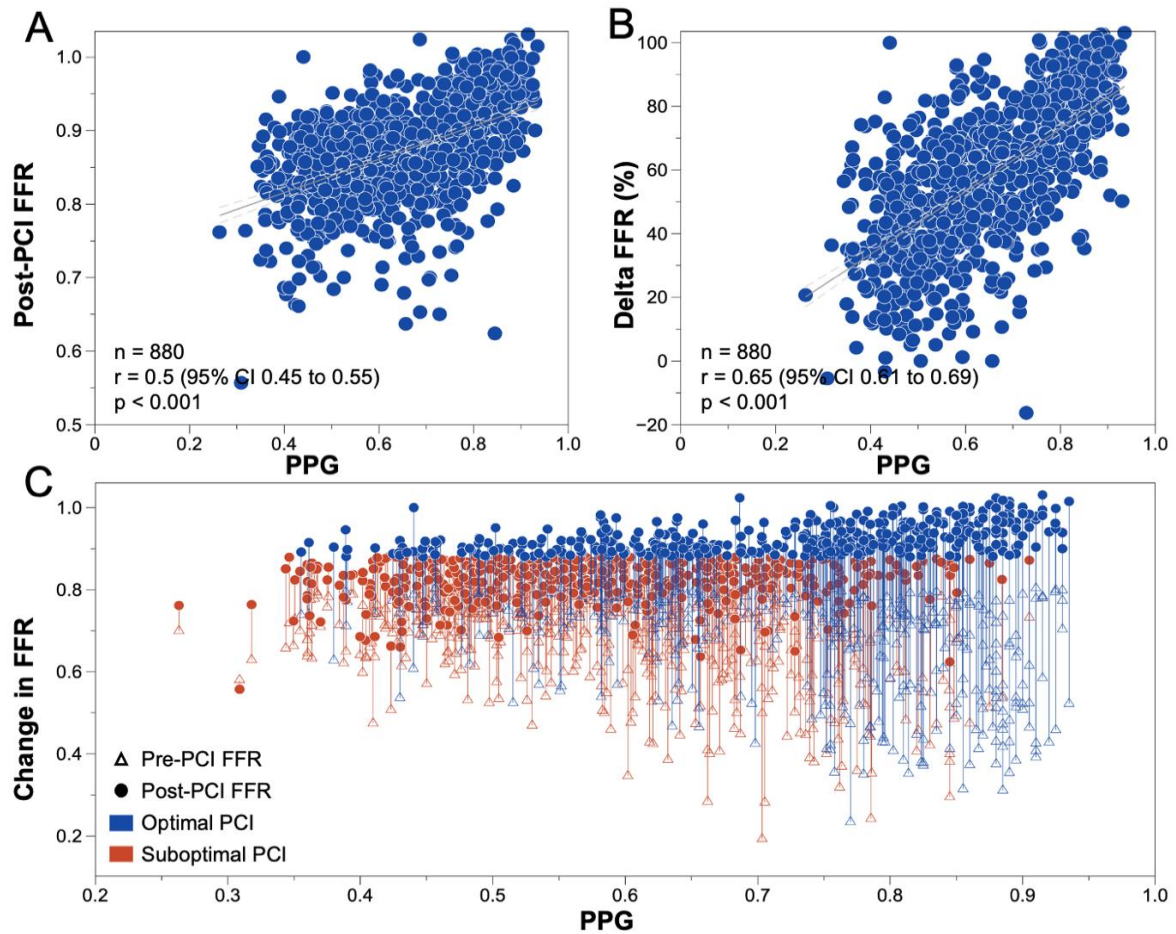 A
Post-PCI FFR
1.0
0.9
0.8
0.7
0.6
0.5
n = 880
r = 0.5 (95% CI 0.45 to 0.55)
p < 0.001
0 0.2 0.4 0.6 0.8 1.0
PPG
B
Delta FFR (%)
100
80
60
40
20
0
−20
n = 880
r = 0.65 (95% CI 0.61 to 0.69)
p < 0.001
0 0.2 0.4 0.6 0.8 1.0
PPG
C
Change in FFR
1.0
0.8
0.6
0.4
0.2
Pre-PCI FFR
Post-PCI FFR
Optimal PCI
Suboptimal PCI
0.2 0.3 0.4 0.5 0.6 0.7 0.8 0.9 1.0
PPG